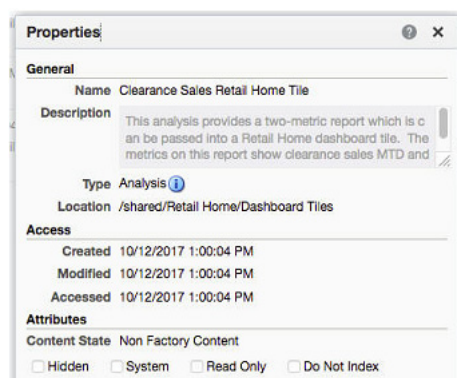 Properties
General
Name Clearance Sales Retail Home Tile
Description This analysis provides a two-metric report which is c
an be passed into a Retail Home dashboard tile. The
metrics on this report show clearance sales MTD and
Type Analysis
Location /shared/Retail Home/Dashboard Tiles
Access
Created 10/12/2017 1:00:04 PM
Modified 10/12/2017 1:00:04 PM
Accessed 10/12/2017 1:00:04 PM
Attributes
Content State Non Factory Content
Hidden System Read Only Do Not Index